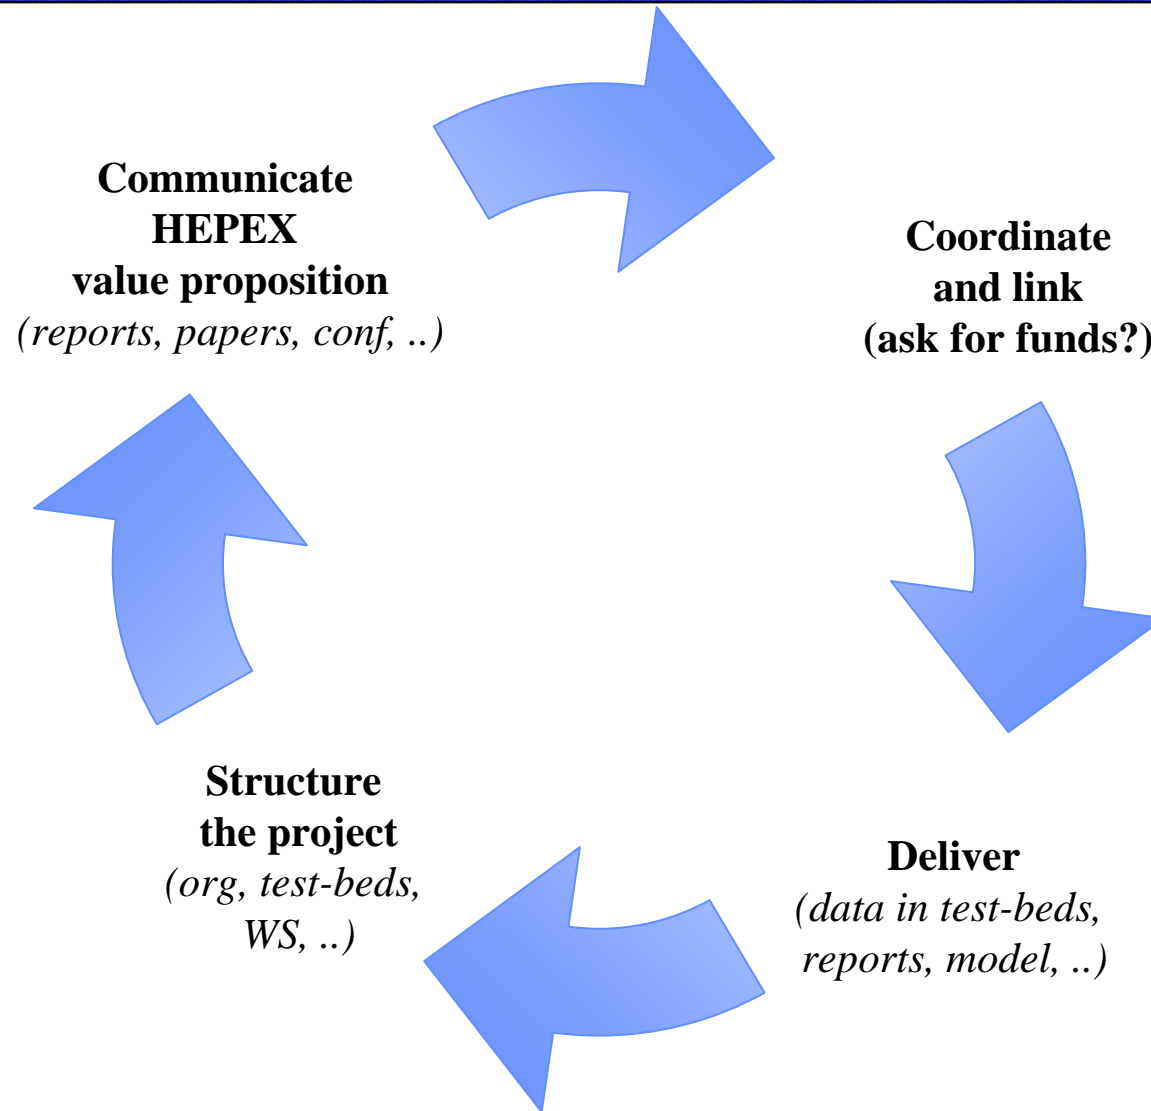 Communicate
HEPEX
value proposition
(reports, papers, conf, ..)
Coordinate
and link
(ask for funds?)
Structure
the project
(org, test-beds,
WS, ..)
Deliver
(data in test-beds,
reports, model, ..)